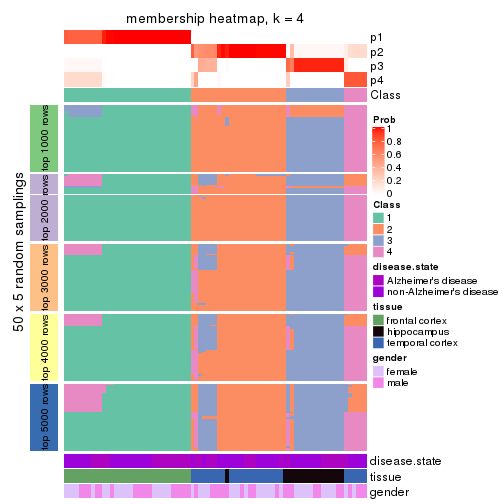 membership heatmap, k = 4
p1
p2
p3
p4
Class
50 x 5 random samplings
top 1000 rows
top 2000 rows
top 3000 rows
top 4000 rows
top 5000 rows
Prob
1
0.8
0.6
0.4
0.2
0
Class
1
2
3
4
disease.state
Alzheimer's disease
non-Alzheimer's disease
tissue
frontal cortex
hippocampus
temporal cortex
gender
female
male
disease.state
tissue
gender